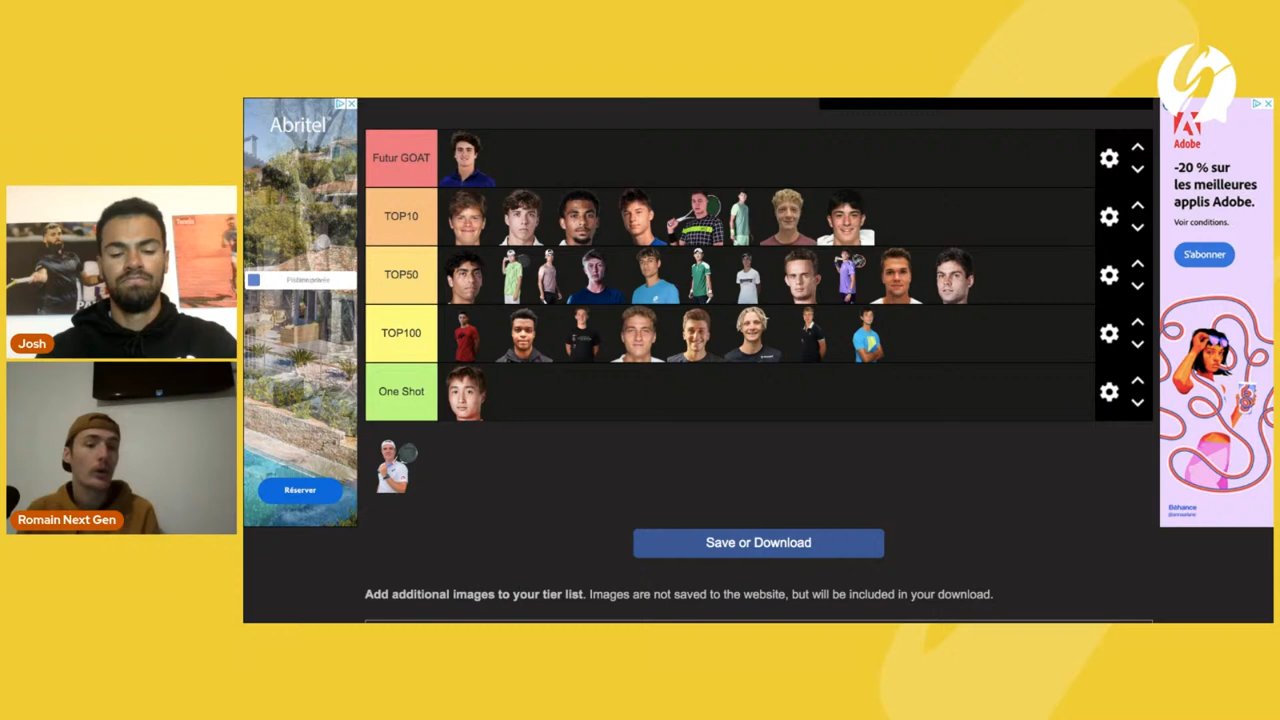 Abritel
Réserver
Josh
Romain Next Gen
Futur GOAT
TOP10
TOP50
TOP100
One Shot
Save or Download
Add additional images to your tier list. Images are not saved to the website, but will be included in your download.
Adobe
-20 % sur
les meilleures
applis Adobe.
Voir conditions.
S'abonner
Béhance